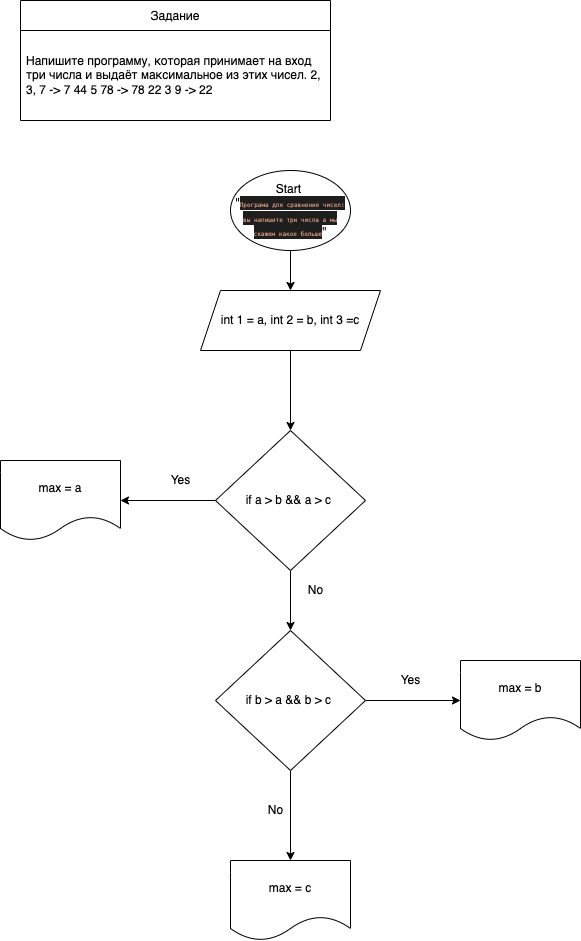 Задание
Напишите программу, которая принимает на вход
три числа и выдаёт максимальное из этих чисел. 2,
3, 7 -> 7 44 5 78 -> 78 22 3 9 -> 22
Start
"Програма для сравнения чисел:
вы напишите три числа а мы
скажем какое больше"
int 1 = a, int 2 = b, int 3 =c
if a > b && a > c
Yes
max = a
No
if b > a && b > c
Yes
max = b
No
max = c